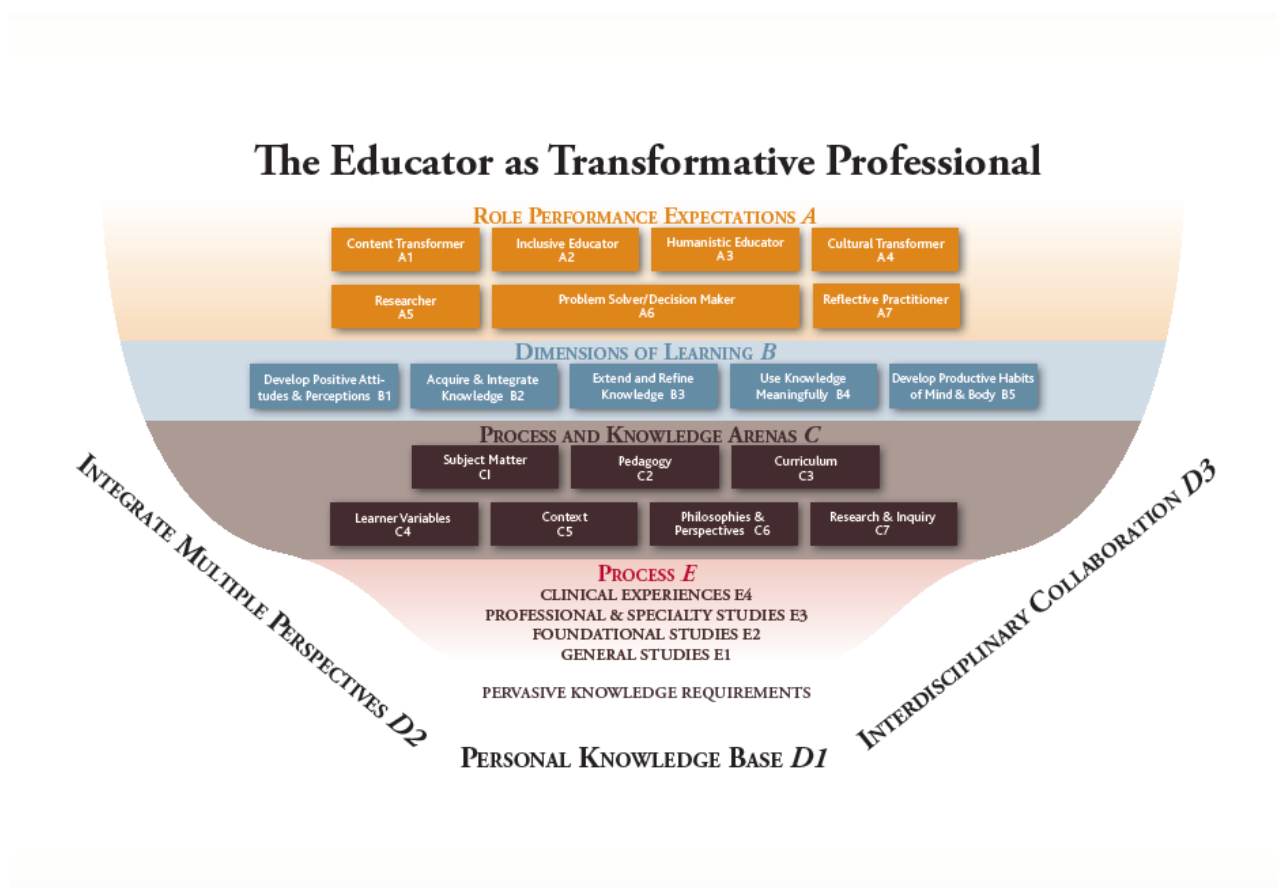 The Educator as Transformative Professional
Role Performance Expectations A
Content Transformer
A1
Inclusive Educator
A2
Humanistic Educator
A3
Cultural Transformer
A4
Researcher
A5
Problem Solver/Decision Maker
A6
Reflective Practitioner
A7
Dimensions of Learning B
Develop Positive Atti-
tudes & Perceptions B1
Acquire & Integrate
Knowledge B2
Extend and Refine
Knowledge B3
Use Knowledge
Meaningfully B4
Develop Productive Habits
of Mind & Body B5
Process and Knowledge Arenas C
Subject Matter
CI
Pedagogy
C2
Curriculum
C3
Learner Variables
C4
Context
C5
Philosophies &
Perspectives C6
Research & Inquiry
C7
Process E
CLINICAL EXPERIENCES E4
PROFESSIONAL & SPECIALTY STUDIES E3
FOUNDATIONAL STUDIES E2
GENERAL STUDIES E1
PERVASIVE KNOWLEDGE REQUIREMENTS
Integrate Multiple Perspectives D2
Personal Knowledge Base D1
Interdisciplinary Collaboration D3